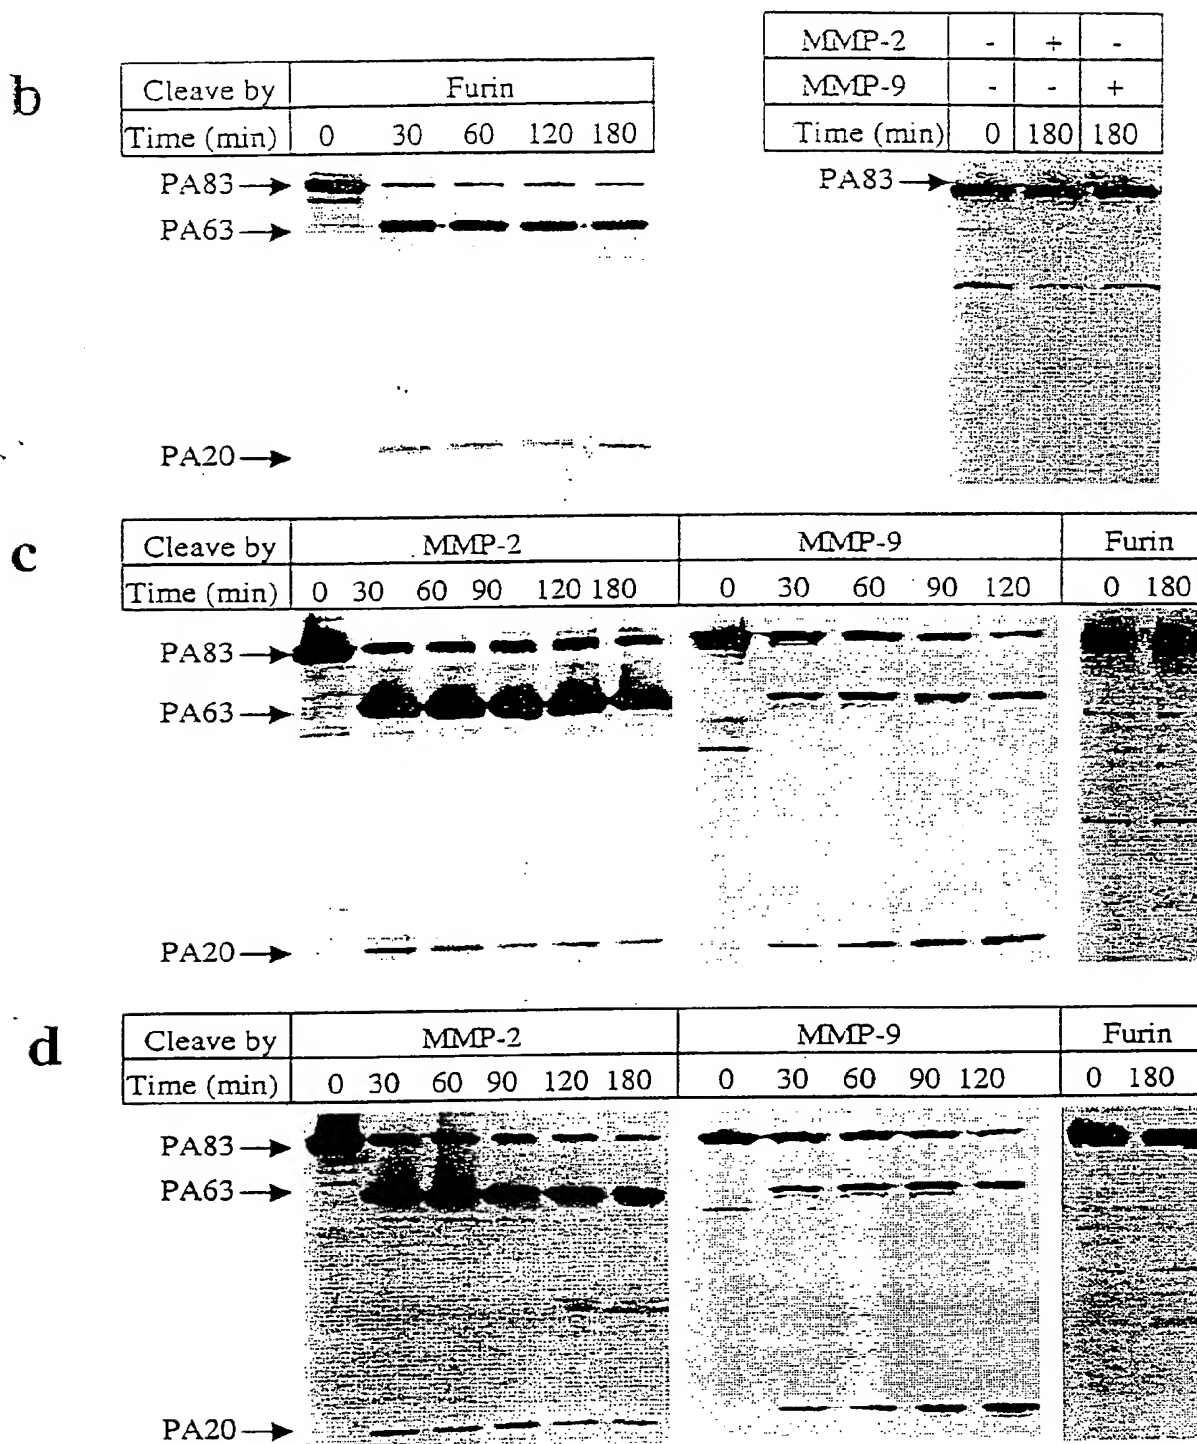 b
Cleave by Furin
Time (min) 0 30 60 120 180
PA83
PA63
PA20
MMP-2 - + -
MMP-9 - - +
Time (min) 0 180 180
PA83
c
Cleave by MMP-2 MMP-9 Furin
Time (min) 0 30 60 90 120 180 0 30 60 90 120 0 180
PA83
PA63
PA20
d
Cleave by MMP-2 MMP-9 Furin
Time (min) 0 30 60 90 120 180 0 30 60 90 120 0 180
PA83
PA63
PA20